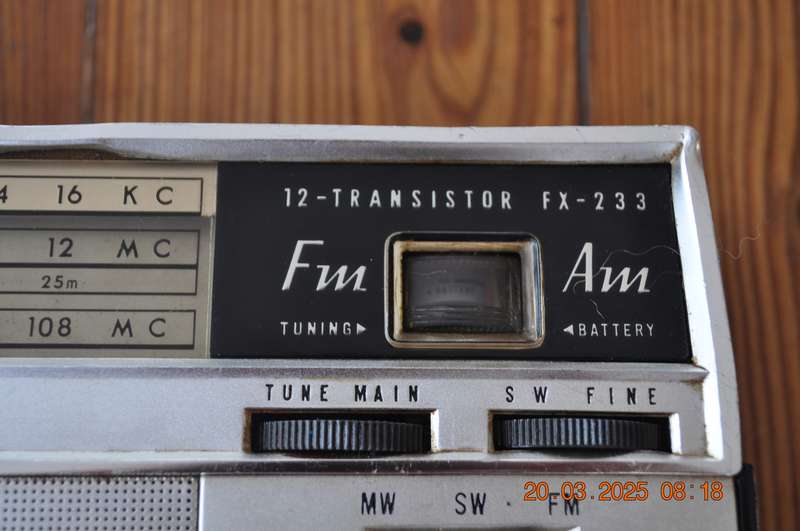 12-TRANSISTOR FX-233
4 16 KC
12 MC
25m
108 MC
Fm Am
TUNING▶ ◀BATTERY
TUNE MAIN SW FINE
MW SW FM
20.03.2025 08:18